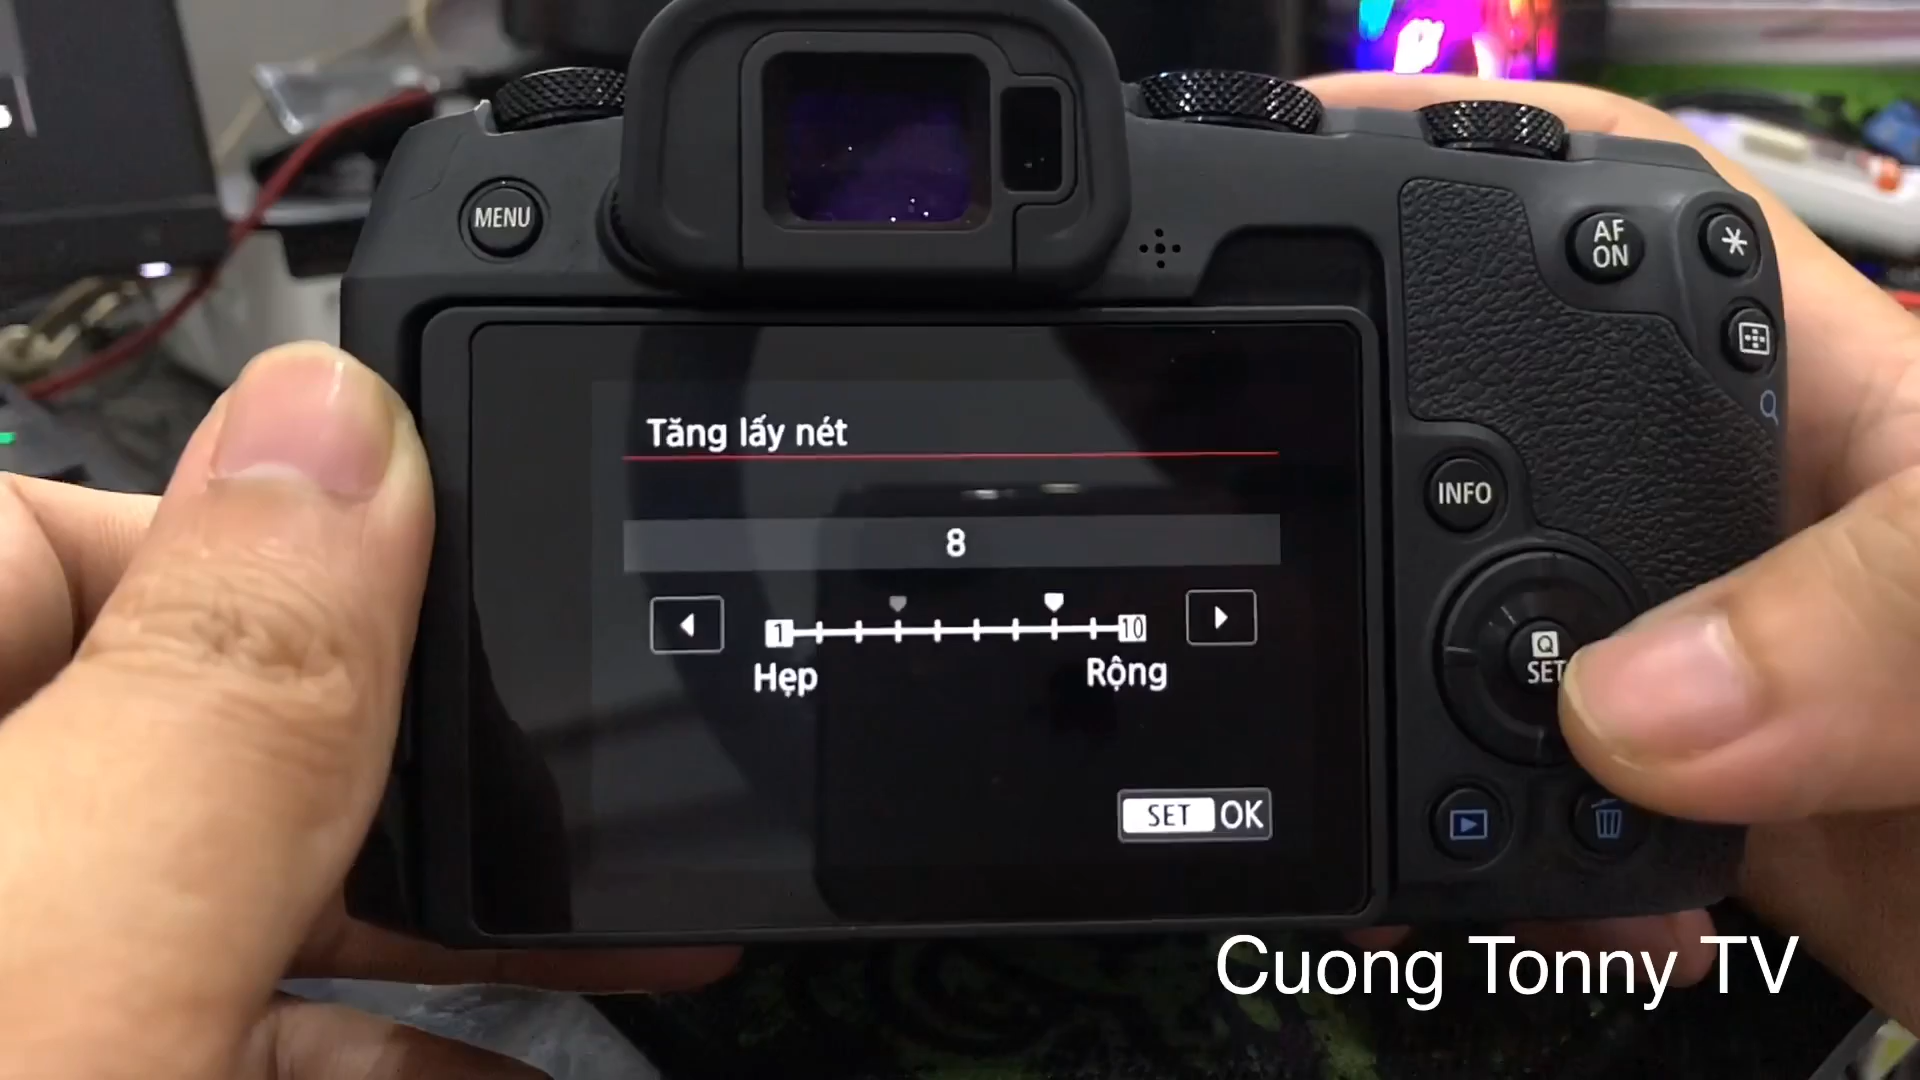 MENU
AF
ON
Tăng lấy nét
INFO
8
1
10
Hẹp
Rộng
Q
SET
SET OK
Cuong Tonny TV